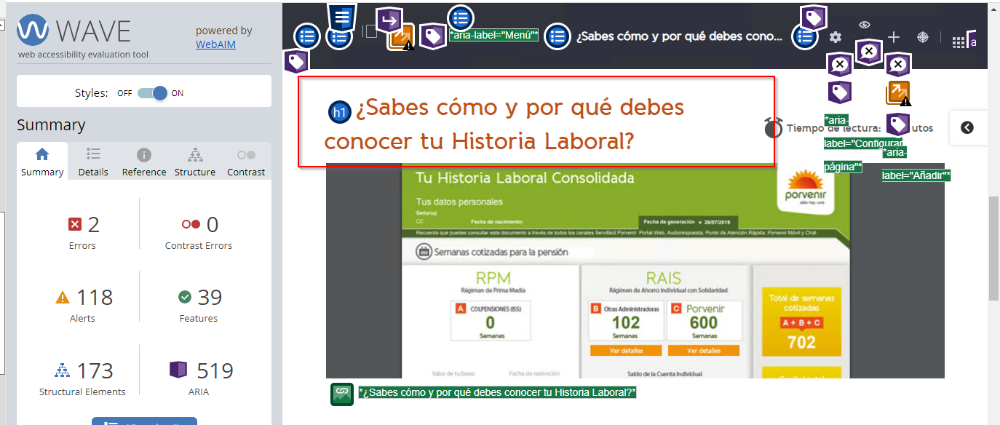 WAVE
powered by
WebAIM
web accessibility evaluation tool
Styles: OFF ON
Summary
Summary Details Reference Structure Contrast
2
Errors
0
Contrast Errors
118
Alerts
39
Features
173
Structural Elements
519
ARIA
*aria-label="Menú"*
¿Sabes cómo y por qué debes cono...
a
h1 ¿Sabes cómo y por qué debes
conocer tu Historia Laboral?
Tiempo de lectura: utos
*aria-
label="Configurar
página"*
*aria-
label="Añadir"*
Tu Historia Laboral Consolidada
Tus datos personales
Señor(a)
CC Fecha de nacimiento:
Fecha de generación 26/07/2019
Recuerda que puedes consultar este documento a través de todos los canales Servifácil Porvenir: Portal Web, Audiorespuesta, Punto de Atención Rápida, Porvenir Móvil y Chat
porvenir
Semanas cotizadas para la pensión
RPM
Régimen de Prima Media
A COLPENSIONES (ISS)
0
Semanas
RAIS
Régimen de Ahorro Individual con Solidaridad
B Otras Administradoras
102
Semanas
Ver detalles
C Porvenir
600
Semanas
Ver detalles
Total de semanas
cotizadas
A + B + C
702
Valor de tu bono Fecha de redención
Saldo de la Cuenta Individual
*¿Sabes cómo y por qué debes conocer tu Historia Laboral?*